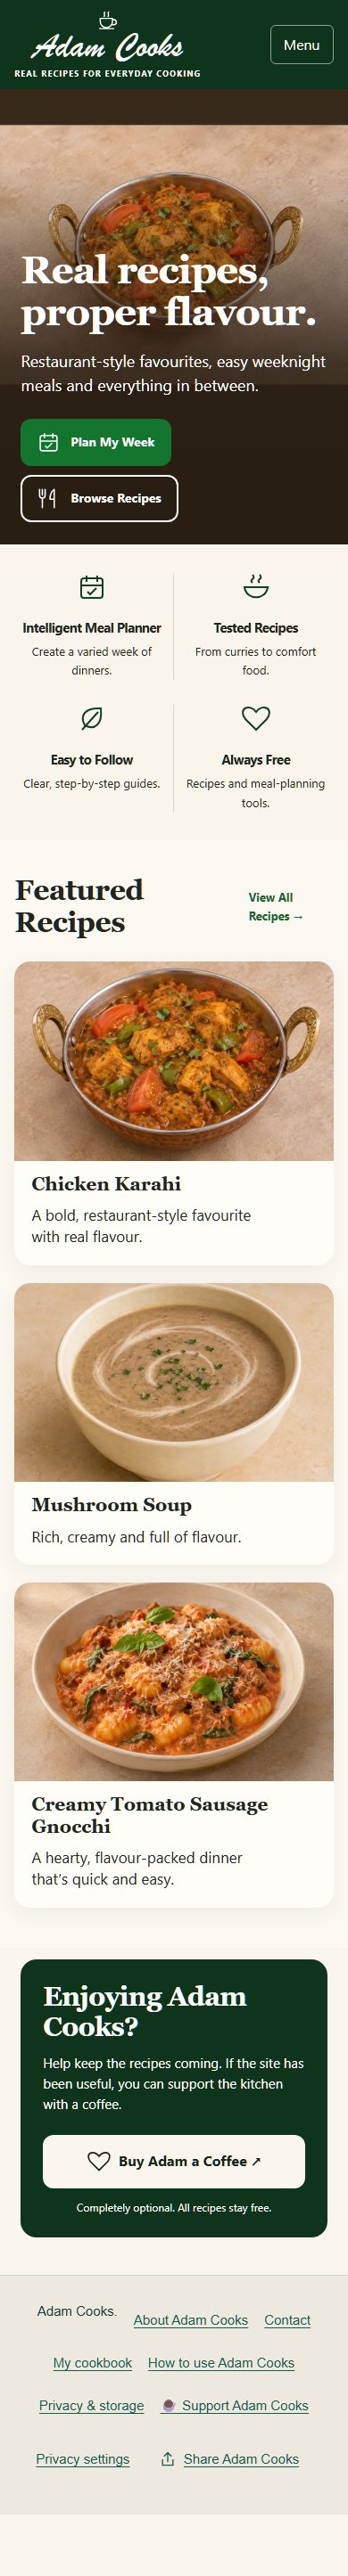 Adam Cooks
REAL RECIPES FOR EVERYDAY COOKING
Menu
Real recipes,
proper flavour.
Restaurant-style favourites, easy weeknight
meals and everything in between.
Plan My Week
Browse Recipes
Intelligent Meal Planner
Create a varied week of
dinners.
Tested Recipes
From curries to comfort
food.
Easy to Follow
Clear, step-by-step guides.
Always Free
Recipes and meal-planning
tools.
Featured
Recipes
View All
Recipes →
Chicken Karahi
A bold, restaurant-style favourite
with real flavour.
Mushroom Soup
Rich, creamy and full of flavour.
Creamy Tomato Sausage
Gnocchi
A hearty, flavour-packed dinner
that's quick and easy.
Enjoying Adam
Cooks?
Help keep the recipes coming. If the site has
been useful, you can support the kitchen
with a coffee.
Buy Adam a Coffee ↗
Completely optional. All recipes stay free.
Adam Cooks.
About Adam Cooks
Contact
My cookbook
How to use Adam Cooks
Privacy & storage
Support Adam Cooks
Privacy settings
Share Adam Cooks